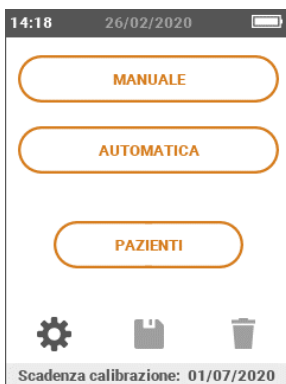 14:18 26/02/2020
MANUALE
AUTOMATICA
PAZIENTI
Scadenza calibrazione: 01/07/2020